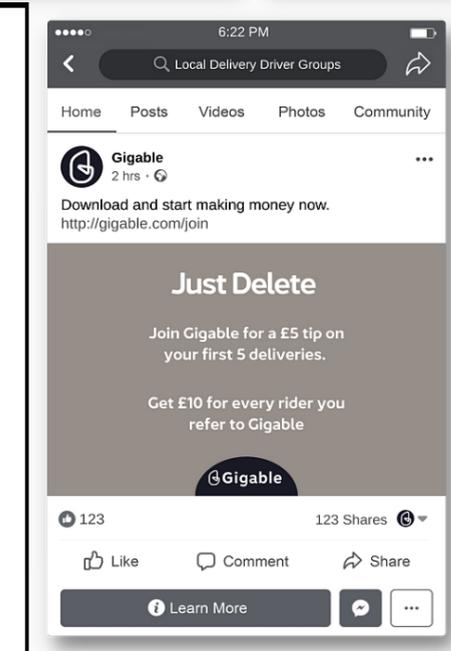 6:22 PM
Local Delivery Driver Groups
Home Posts Videos Photos Community
Gigable
2 hrs
Download and start making money now.
http://gigable.com/join
Just Delete
Join Gigable for a £5 tip on
your first 5 deliveries.
Get £10 for every rider you
refer to Gigable
Gigable
123
123 Shares
Like Comment Share
Learn More